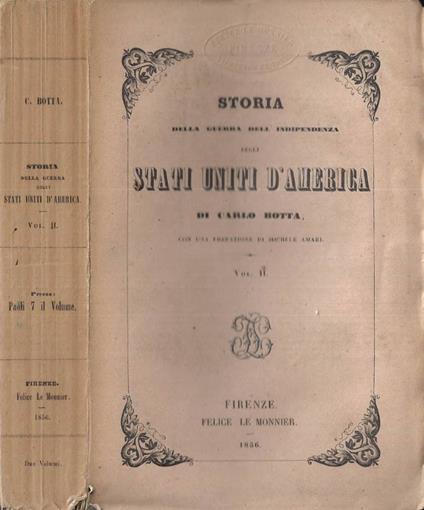 C. BOTTA.
STORIA
DELLA GUERRA
DEGLI
STATI UNITI D'AMERICA.
Vol. II.
Prezzo:
Paoli 7 il Volume.
FIRENZE.
Felice Le Monnier.
1856.
Due Volumi.
STORIA
DELLA GUERRA DELL'INDIPENDENZA
DEGLI
STATI UNITI D'AMERICA
DI CARLO BOTTA,
CON UNA PREFAZIONE DI MICHELE AMARI.
Vol. II.
FIRENZE.
FELICE LE MONNIER.
1856.